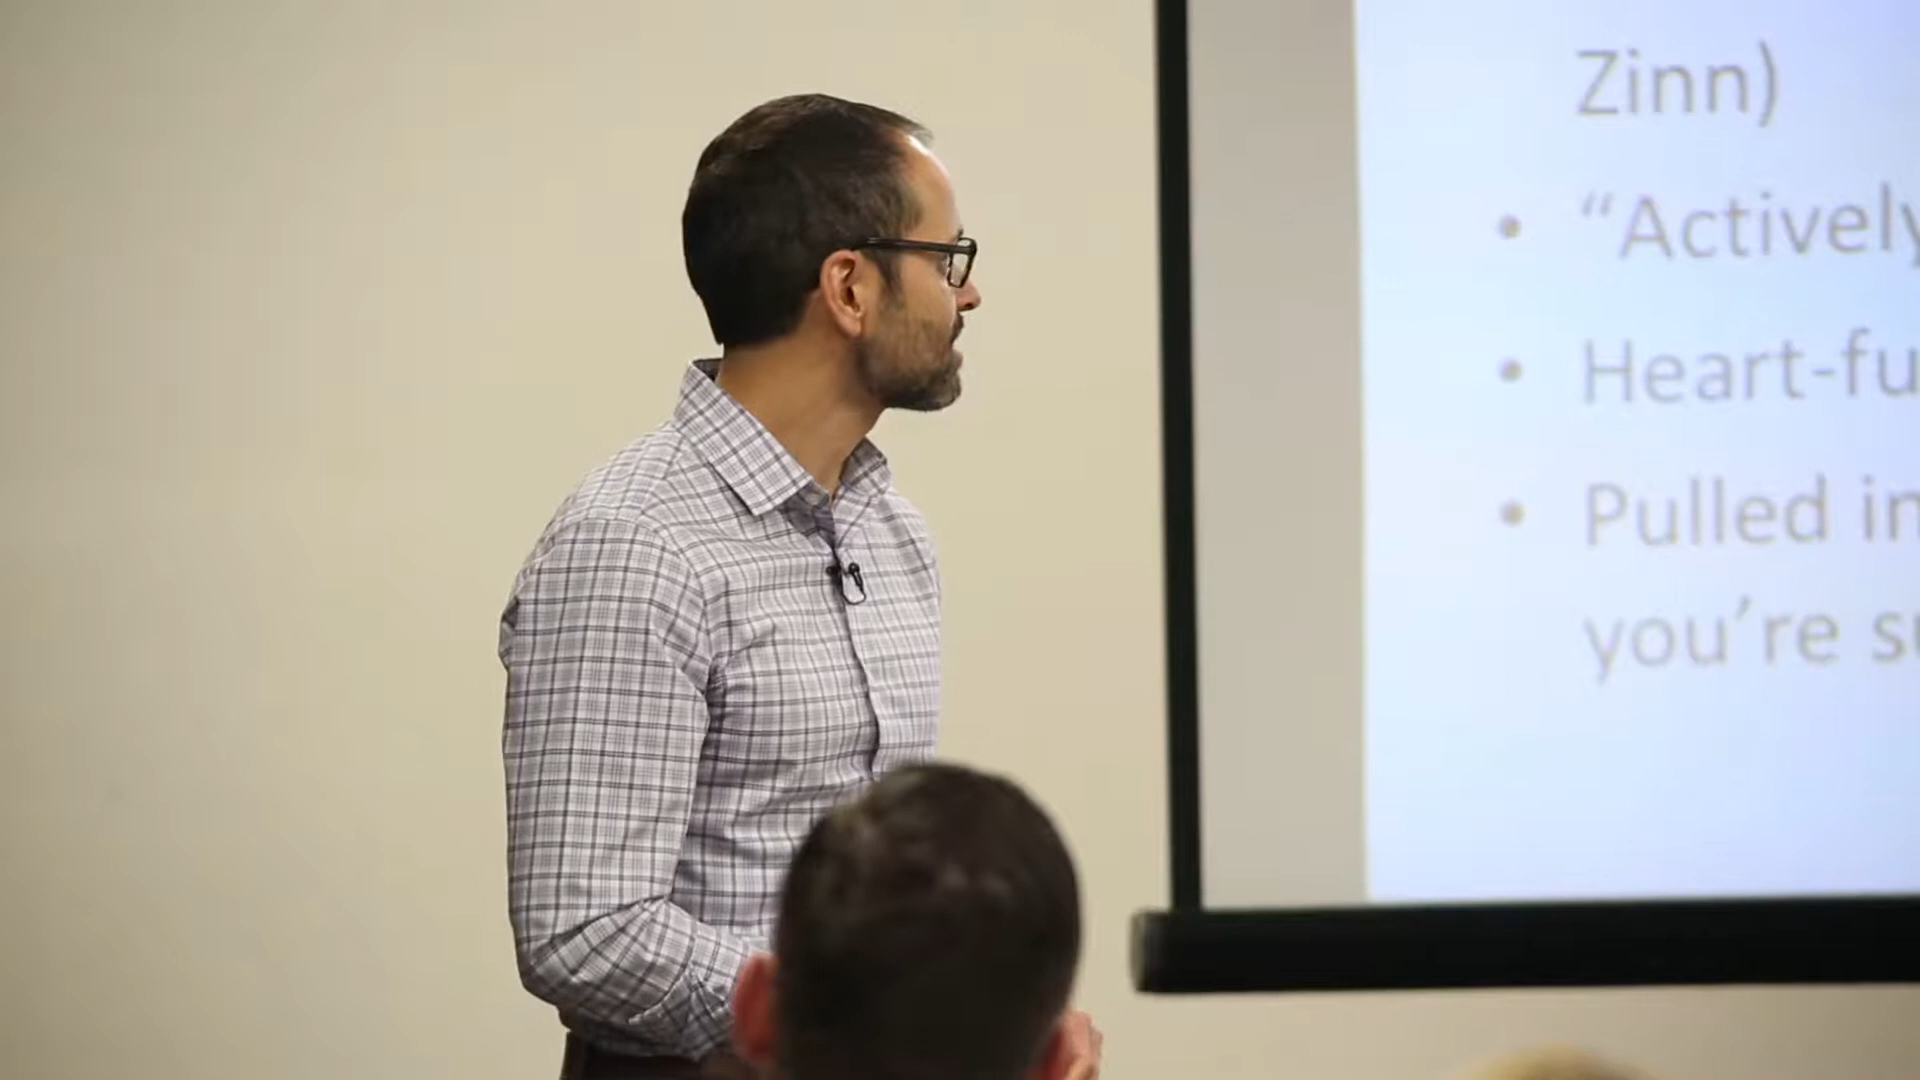 Zinn)
• “Actively
• Heart-fu
• Pulled in
you’re s